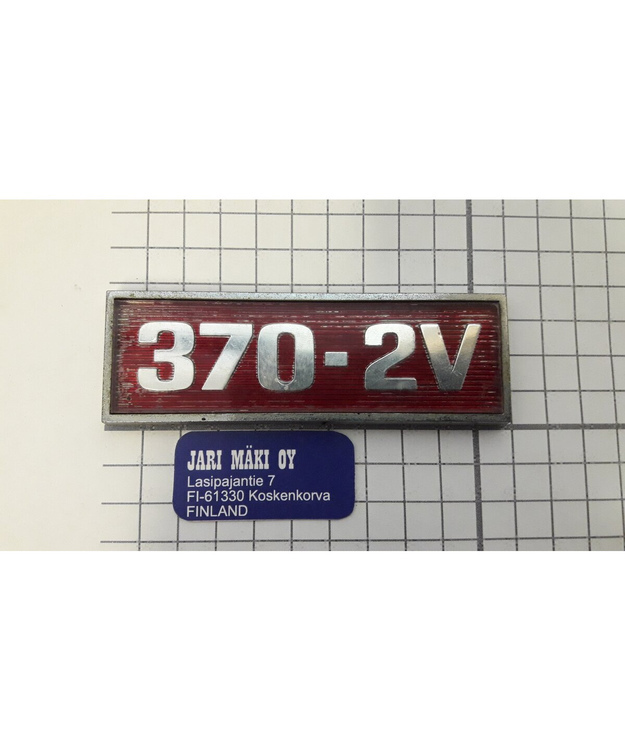 370-2V
JARI MÄKI OY
Lasipajantie 7
FI-61330 Koskenkorva
FINLAND